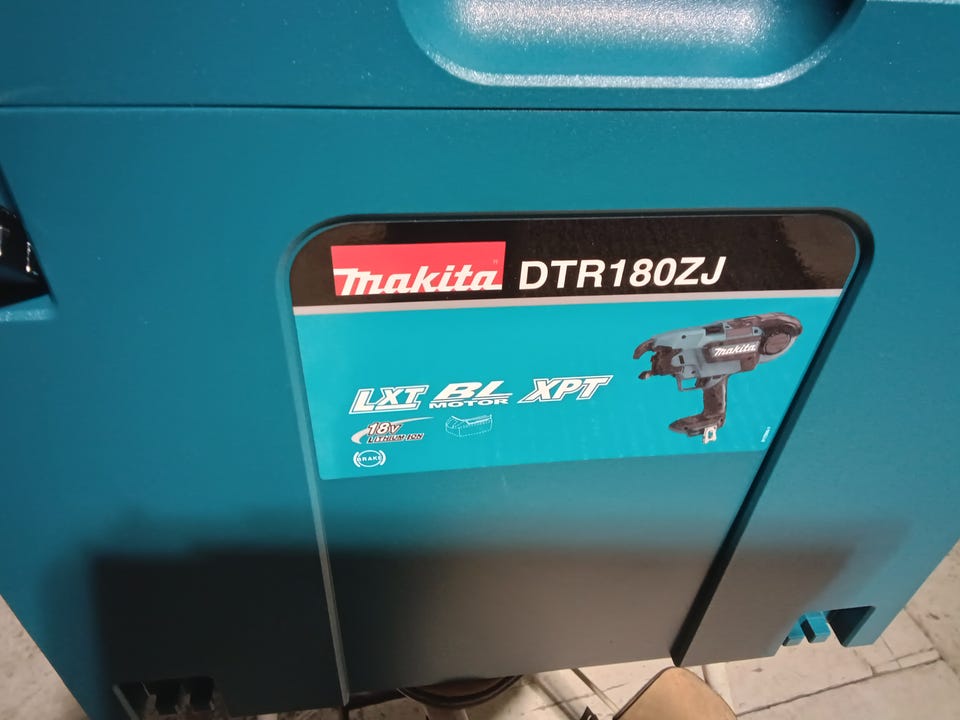 makita DTR180ZJ
makita
LXT BL XPT
MOTOR
18V
LITHIUM-ION
BRAKE